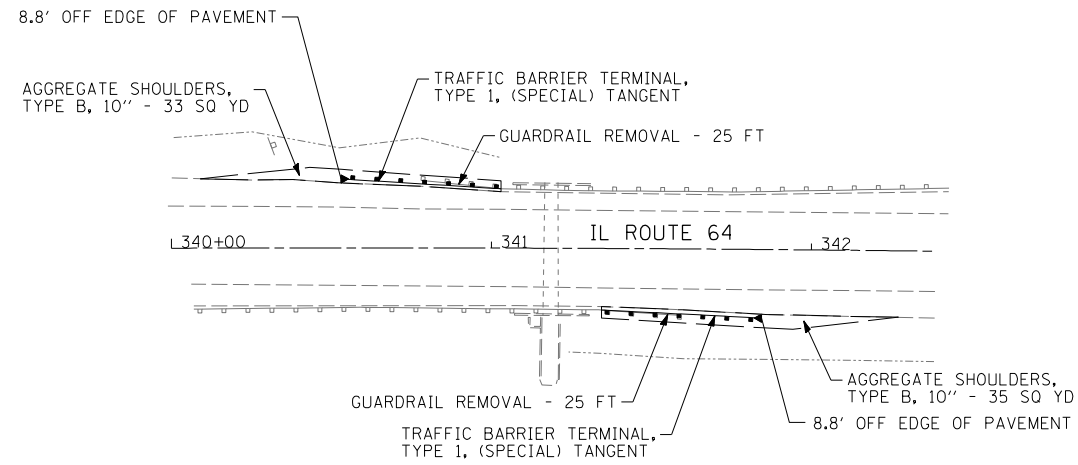 8.8' OFF EDGE OF PAVEMENT
AGGREGATE SHOULDERS,
TYPE B, 10'' - 33 SQ YD
TRAFFIC BARRIER TERMINAL,
TYPE 1, (SPECIAL) TANGENT
GUARDRAIL REMOVAL - 25 FT
340+00
341
IL ROUTE 64
342
GUARDRAIL REMOVAL - 25 FT
TRAFFIC BARRIER TERMINAL,
TYPE 1, (SPECIAL) TANGENT
AGGREGATE SHOULDERS,
TYPE B, 10'' - 35 SQ YD
8.8' OFF EDGE OF PAVEMENT